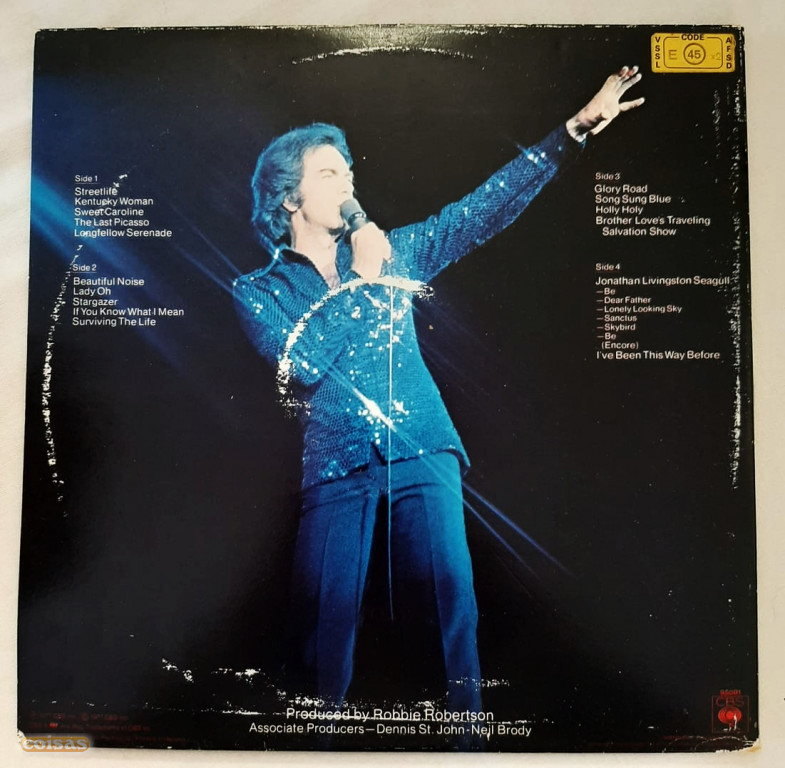 VSSL
CODE
E 45
AFSD
Side 1
Streetlife
Kentucky Woman
Sweet Caroline
The Last Picasso
Longfellow Serenade
Side 2
Beautiful Noise
Lady Oh
Stargazer
If You Know What I Mean
Surviving The Life
Side 3
Glory Road
Song Sung Blue
Holly Holy
Brother Love's Traveling
Salvation Show
Side 4
Jonathan Livingston Seagull
–Be
–Dear Father
–Lonely Looking Sky
–Sanctus
–Skybird
–Be
(Encore)
I've Been This Way Before
Produced by Robbie Robertson
Associate Producers—Dennis St. John-Neil Brody
CBS
coisas